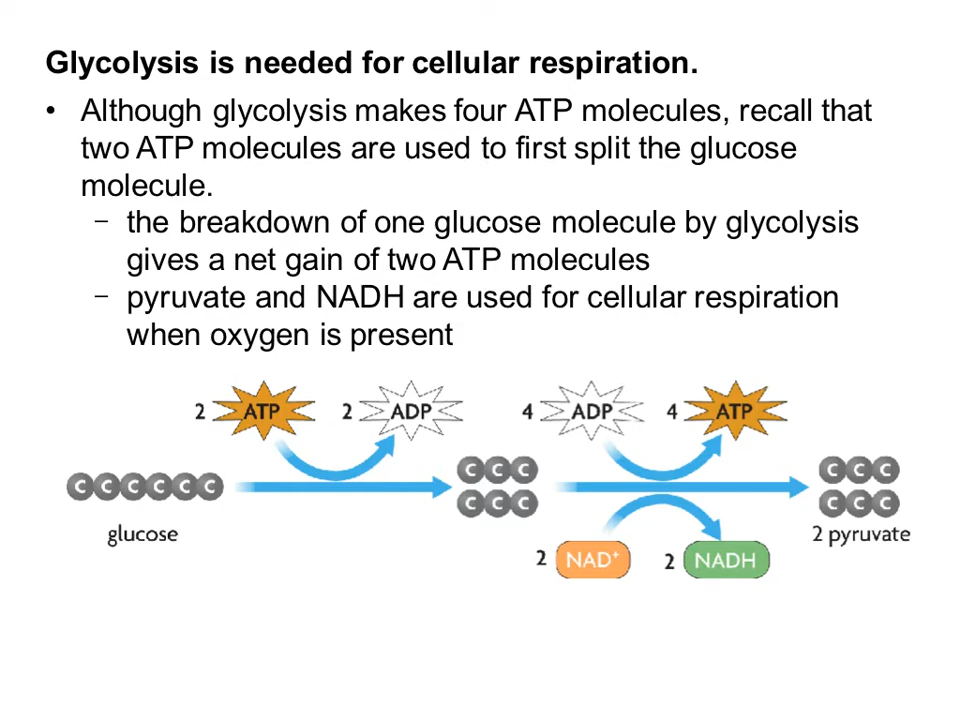 Glycolysis is needed for cellular respiration.
• Although glycolysis makes four ATP molecules, recall that
two ATP molecules are used to first split the glucose
molecule.
– the breakdown of one glucose molecule by glycolysis
gives a net gain of two ATP molecules
– pyruvate and NADH are used for cellular respiration
when oxygen is present
2 ATP 2 ADP 4 ADP 4 ATP
C C C C C C
C C C
C C C
C C C
C C C
glucose
2 pyruvate
2 NAD⁺ 2 NADH